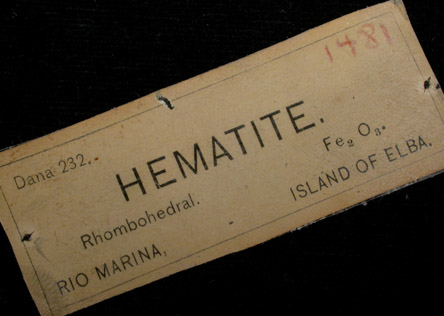 1481
Dana 232.
HEMATITE.
Rhombohedral. Fe₂ O₃.
RIO MARINA, ISLAND OF ELBA.